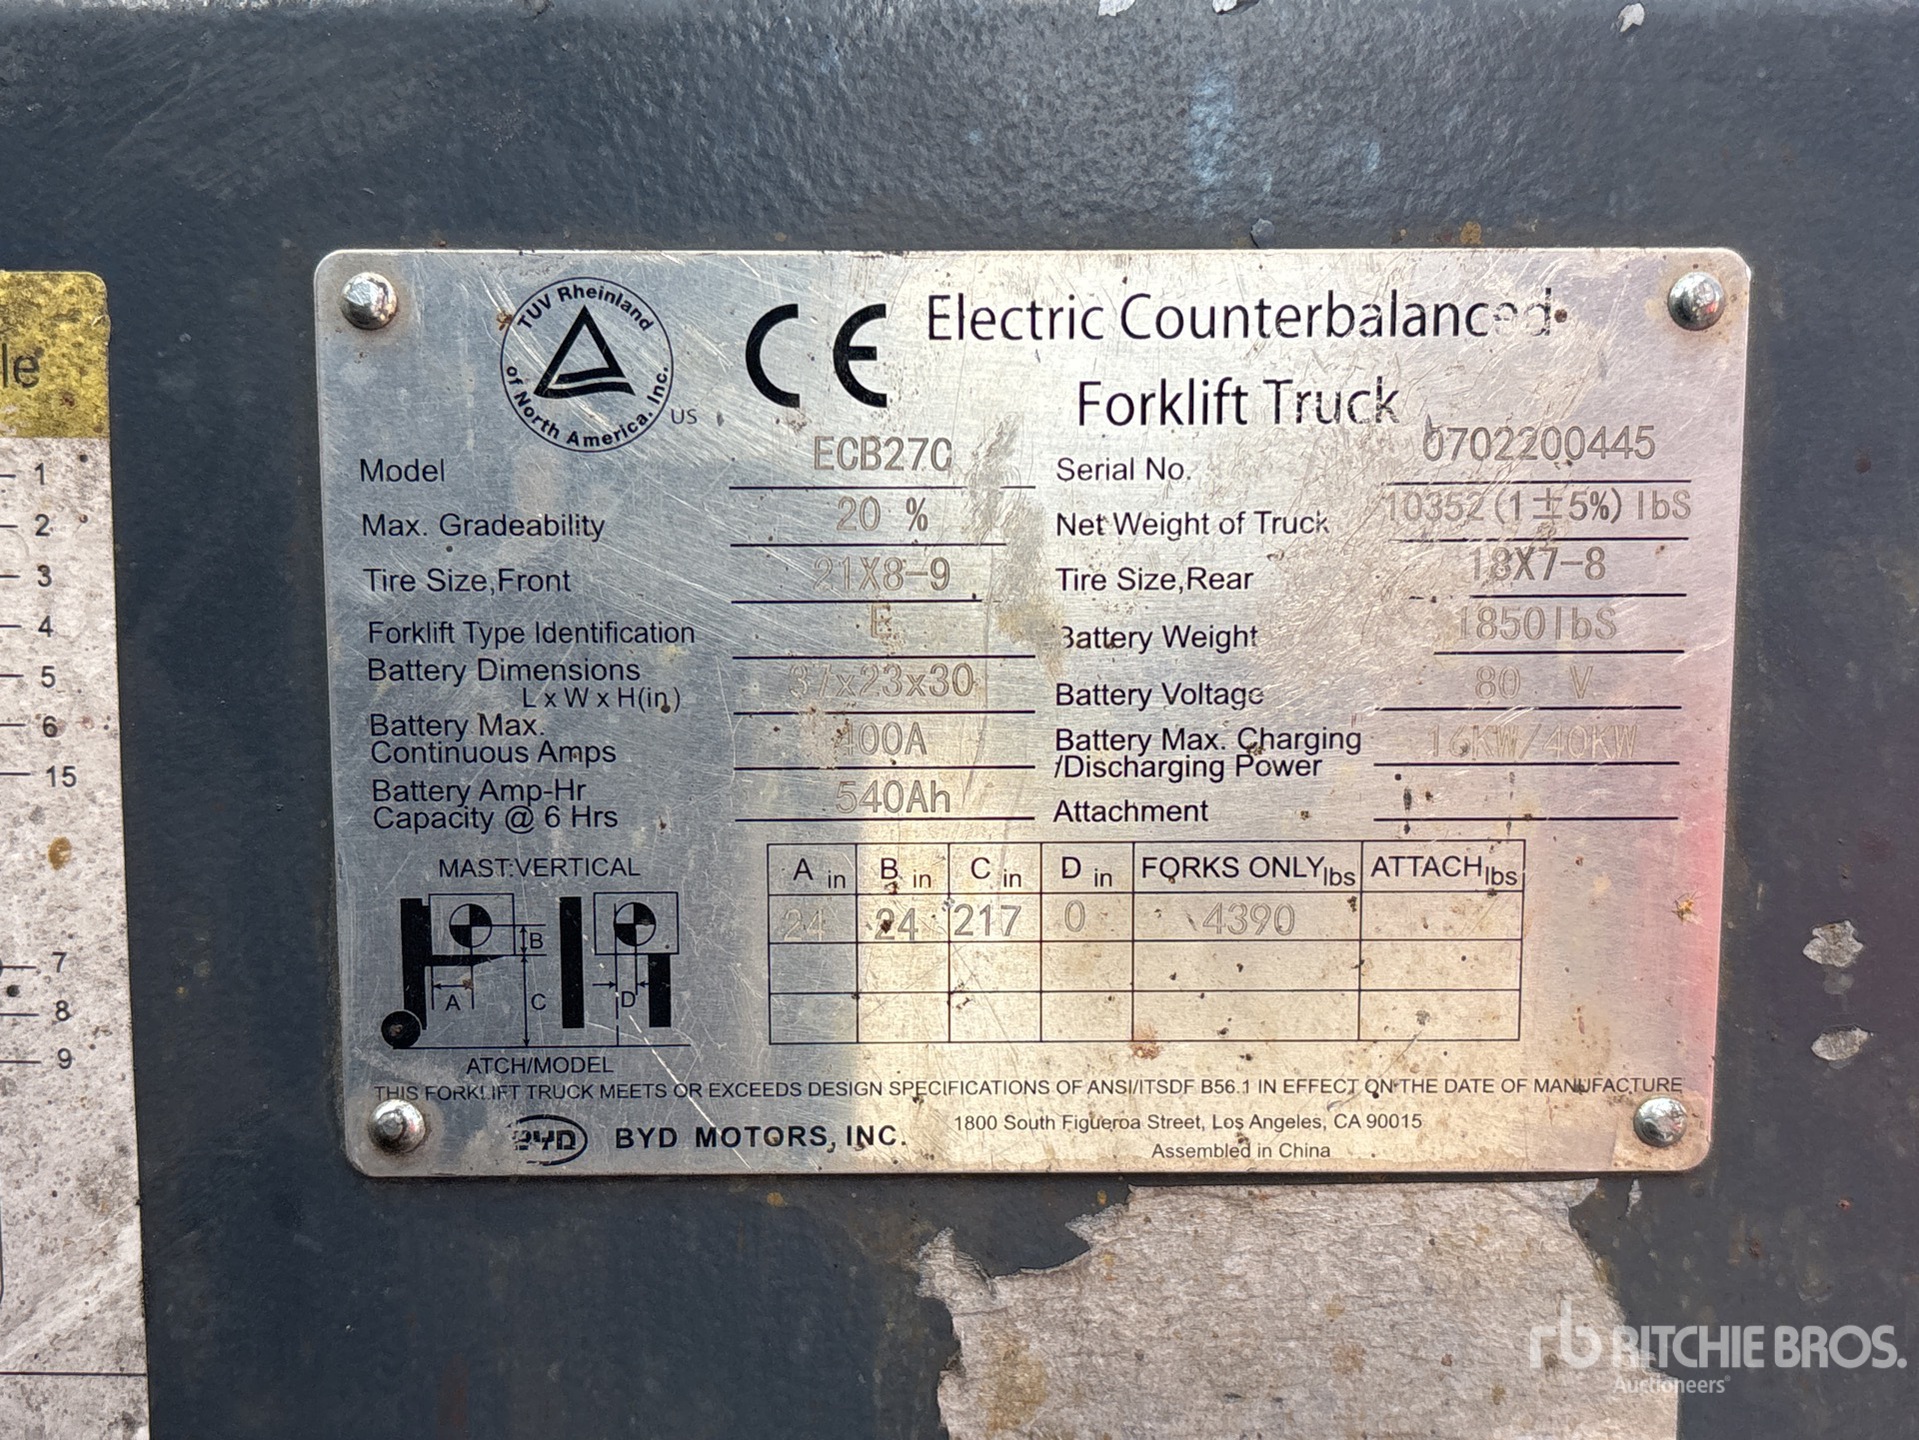 le
1
2
3
4
5
6
15
7
8
9
TUV Rheinland
of North America, Inc.
US
CE
Electric Counterbalanced
Forklift Truck
Model ECB27C Serial No. 0702200445
Max. Gradeability 20 % Net Weight of Truck 10352(1±5%)lbS
Tire Size,Front 21X8-9 Tire Size,Rear 18X7-8
Forklift Type Identification E Battery Weight 1850lbS
Battery Dimensions
L x W x H(in) 37x23x30 Battery Voltage 80 V
Battery Max.
Continuous Amps 400A Battery Max. Charging
/Discharging Power 16KW/40KW
Battery Amp-Hr
Capacity @ 6 Hrs 540Ah Attachment
MAST:VERTICAL
A in B in C in D in FORKS ONLY lbs ATTACH lbs
24 24 217 0 4390
B
A
C
D
ATCH/MODEL
THIS FORKLIFT TRUCK MEETS OR EXCEEDS DESIGN SPECIFICATIONS OF ANSI/ITSDF B56.1 IN EFFECT ON THE DATE OF MANUFACTURE
BYD BYD MOTORS, INC. 1800 South Figueroa Street, Los Angeles, CA 90015
Assembled in China
rb RITCHIE BROS.
Auctioneers